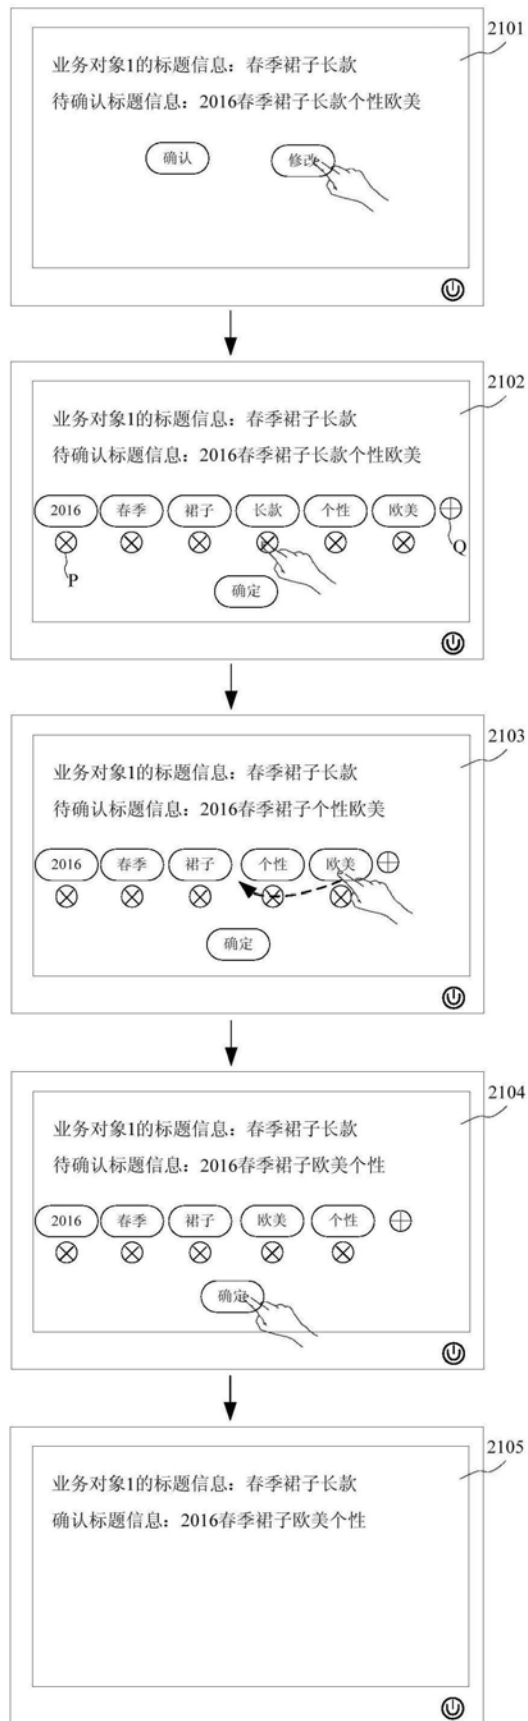 2101
业务对象1的标题信息：春季裙子长款
待确认标题信息：2016春季裙子长款个性欧美
确认 修改
2102
业务对象1的标题信息：春季裙子长款
待确认标题信息：2016春季裙子长款个性欧美
2016 春季 裙子 长款 个性 欧美
P Q
确定
2103
业务对象1的标题信息：春季裙子长款
待确认标题信息：2016春季裙子个性欧美
2016 春季 裙子 个性 欧美
确定
2104
业务对象1的标题信息：春季裙子长款
待确认标题信息：2016春季裙子欧美个性
2016 春季 裙子 欧美 个性
确定
2105
业务对象1的标题信息：春季裙子长款
确认标题信息：2016春季裙子欧美个性